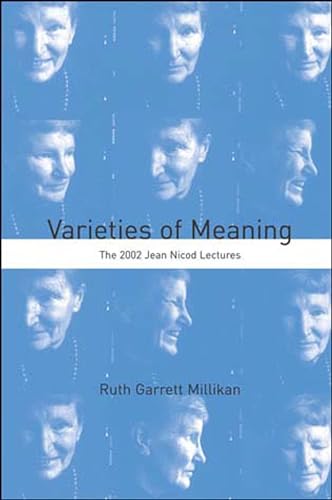 Varieties of Meaning
The 2002 Jean Nicod Lectures
Ruth Garrett Millikan